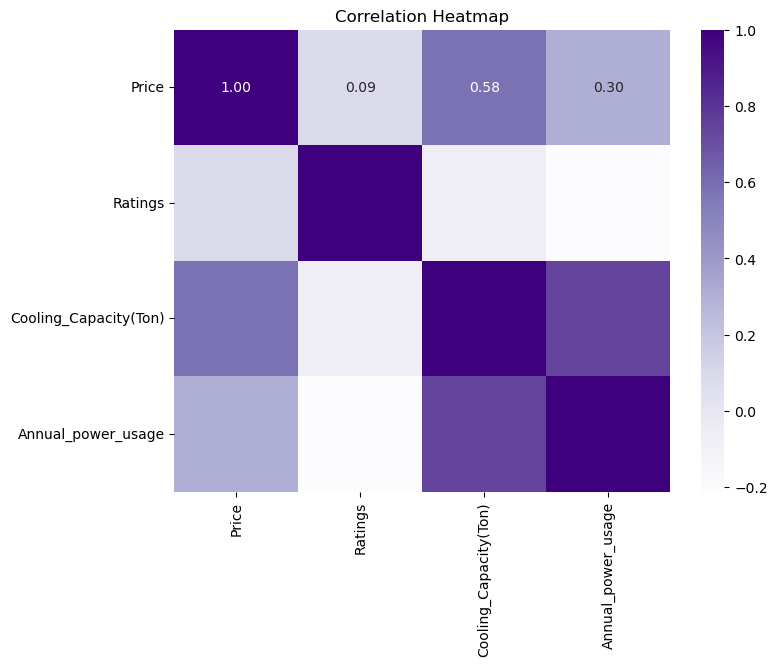 Correlation Heatmap
Price
1.00 0.09 0.58 0.30
Ratings
Cooling_Capacity(Ton)
Annual_power_usage
Price
Ratings
Cooling_Capacity(Ton)
Annual_power_usage
1.0
0.8
0.6
0.4
0.2
0.0
−0.2